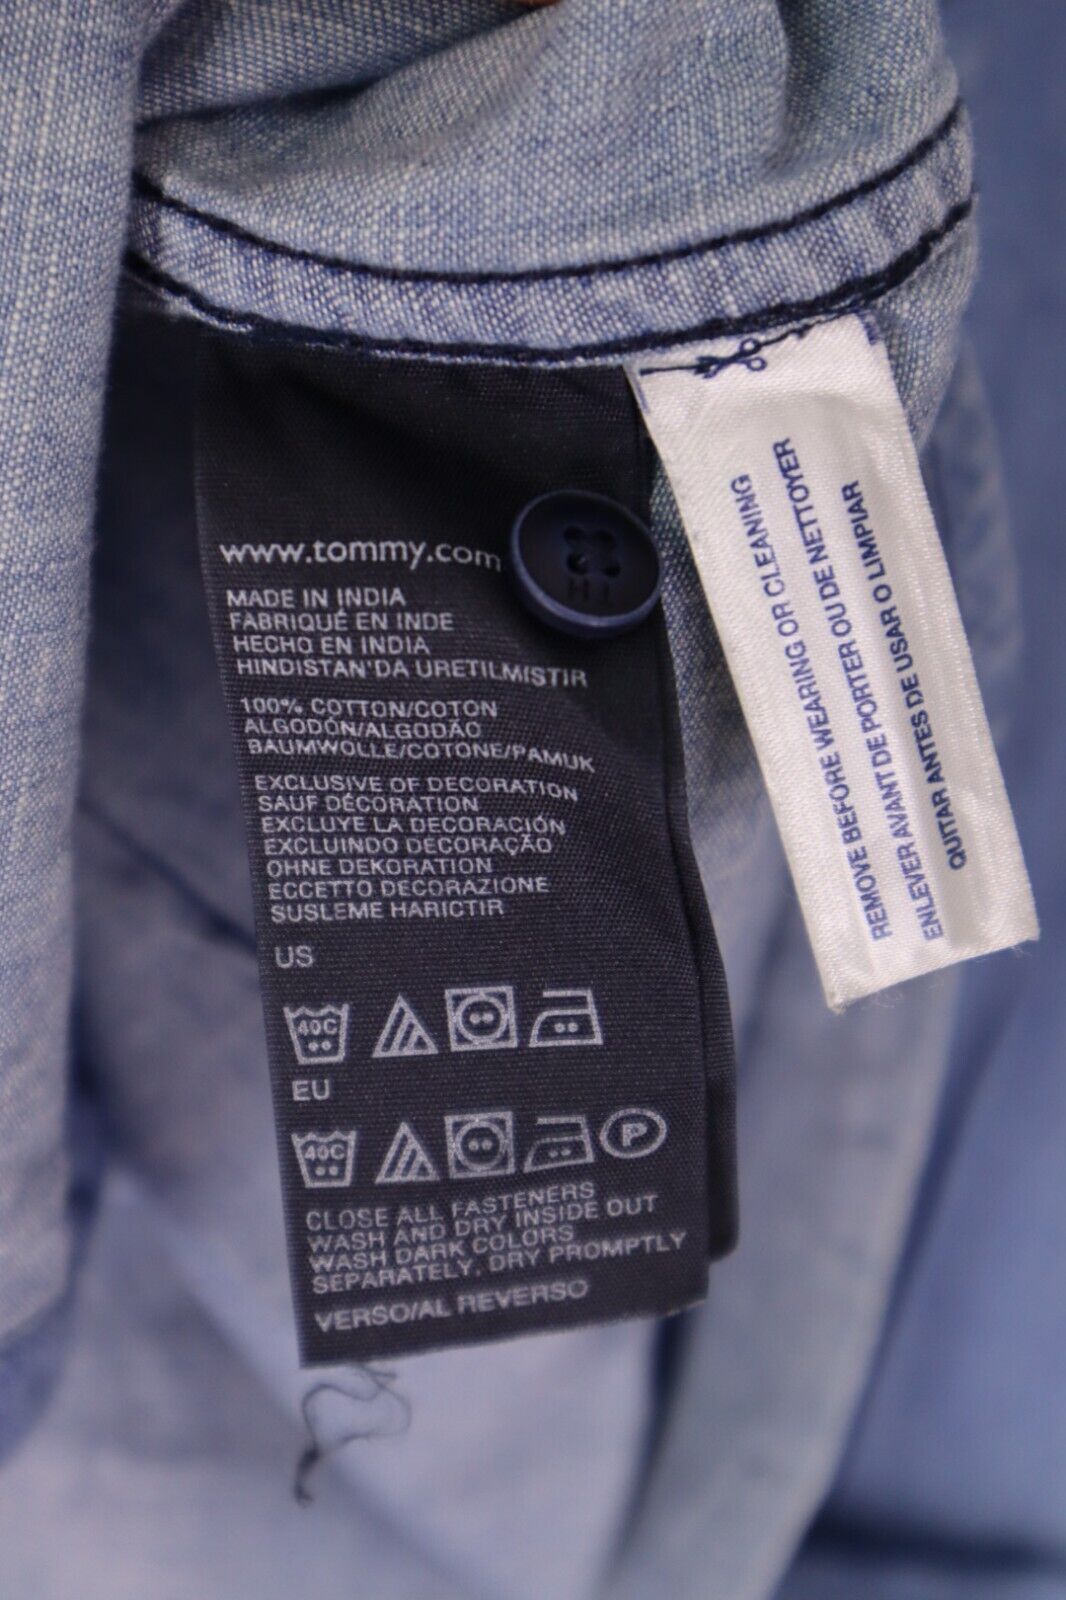 www.tommy.com
MADE IN INDIA
FABRIQUÉ EN INDE
HECHO EN INDIA
HINDISTAN'DA URETILMISTIR
100% COTTON/COTON
ALGODÓN/ALGODÃO
BAUMWOLLE/COTONE/PAMUK
EXCLUSIVE OF DECORATION
SAUF DÉCORATION
EXCLUYE LA DECORACIÓN
EXCLUINDO DECORAÇÃO
OHNE DEKORATION
ECCETTO DECORAZIONE
SUSLEME HARICTIR
US
40C
EU
40C
P
CLOSE ALL FASTENERS
WASH AND DRY INSIDE OUT
WASH DARK COLORS
SEPARATELY, DRY PROMPTLY
VERSO/AL REVERSO
TH
REMOVE BEFORE WEARING OR CLEANING
ENLEVER AVANT DE PORTER OU DE NETTOYER
QUITAR ANTES DE USAR O LIMPIAR